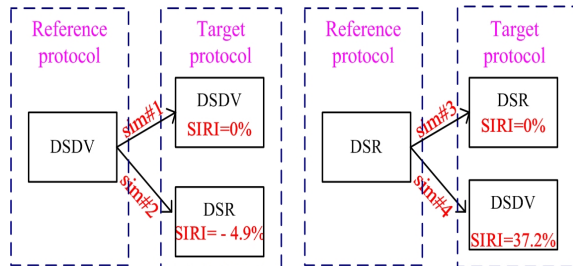 Reference
protocol
DSDV
sim#1
sim#2
Target
protocol
DSDV
SIRI=0%
DSR
SIRI= - 4.9%
Reference
protocol
DSR
sim#3
sim#4
Target
protocol
DSR
SIRI=0%
DSDV
SIRI=37.2%